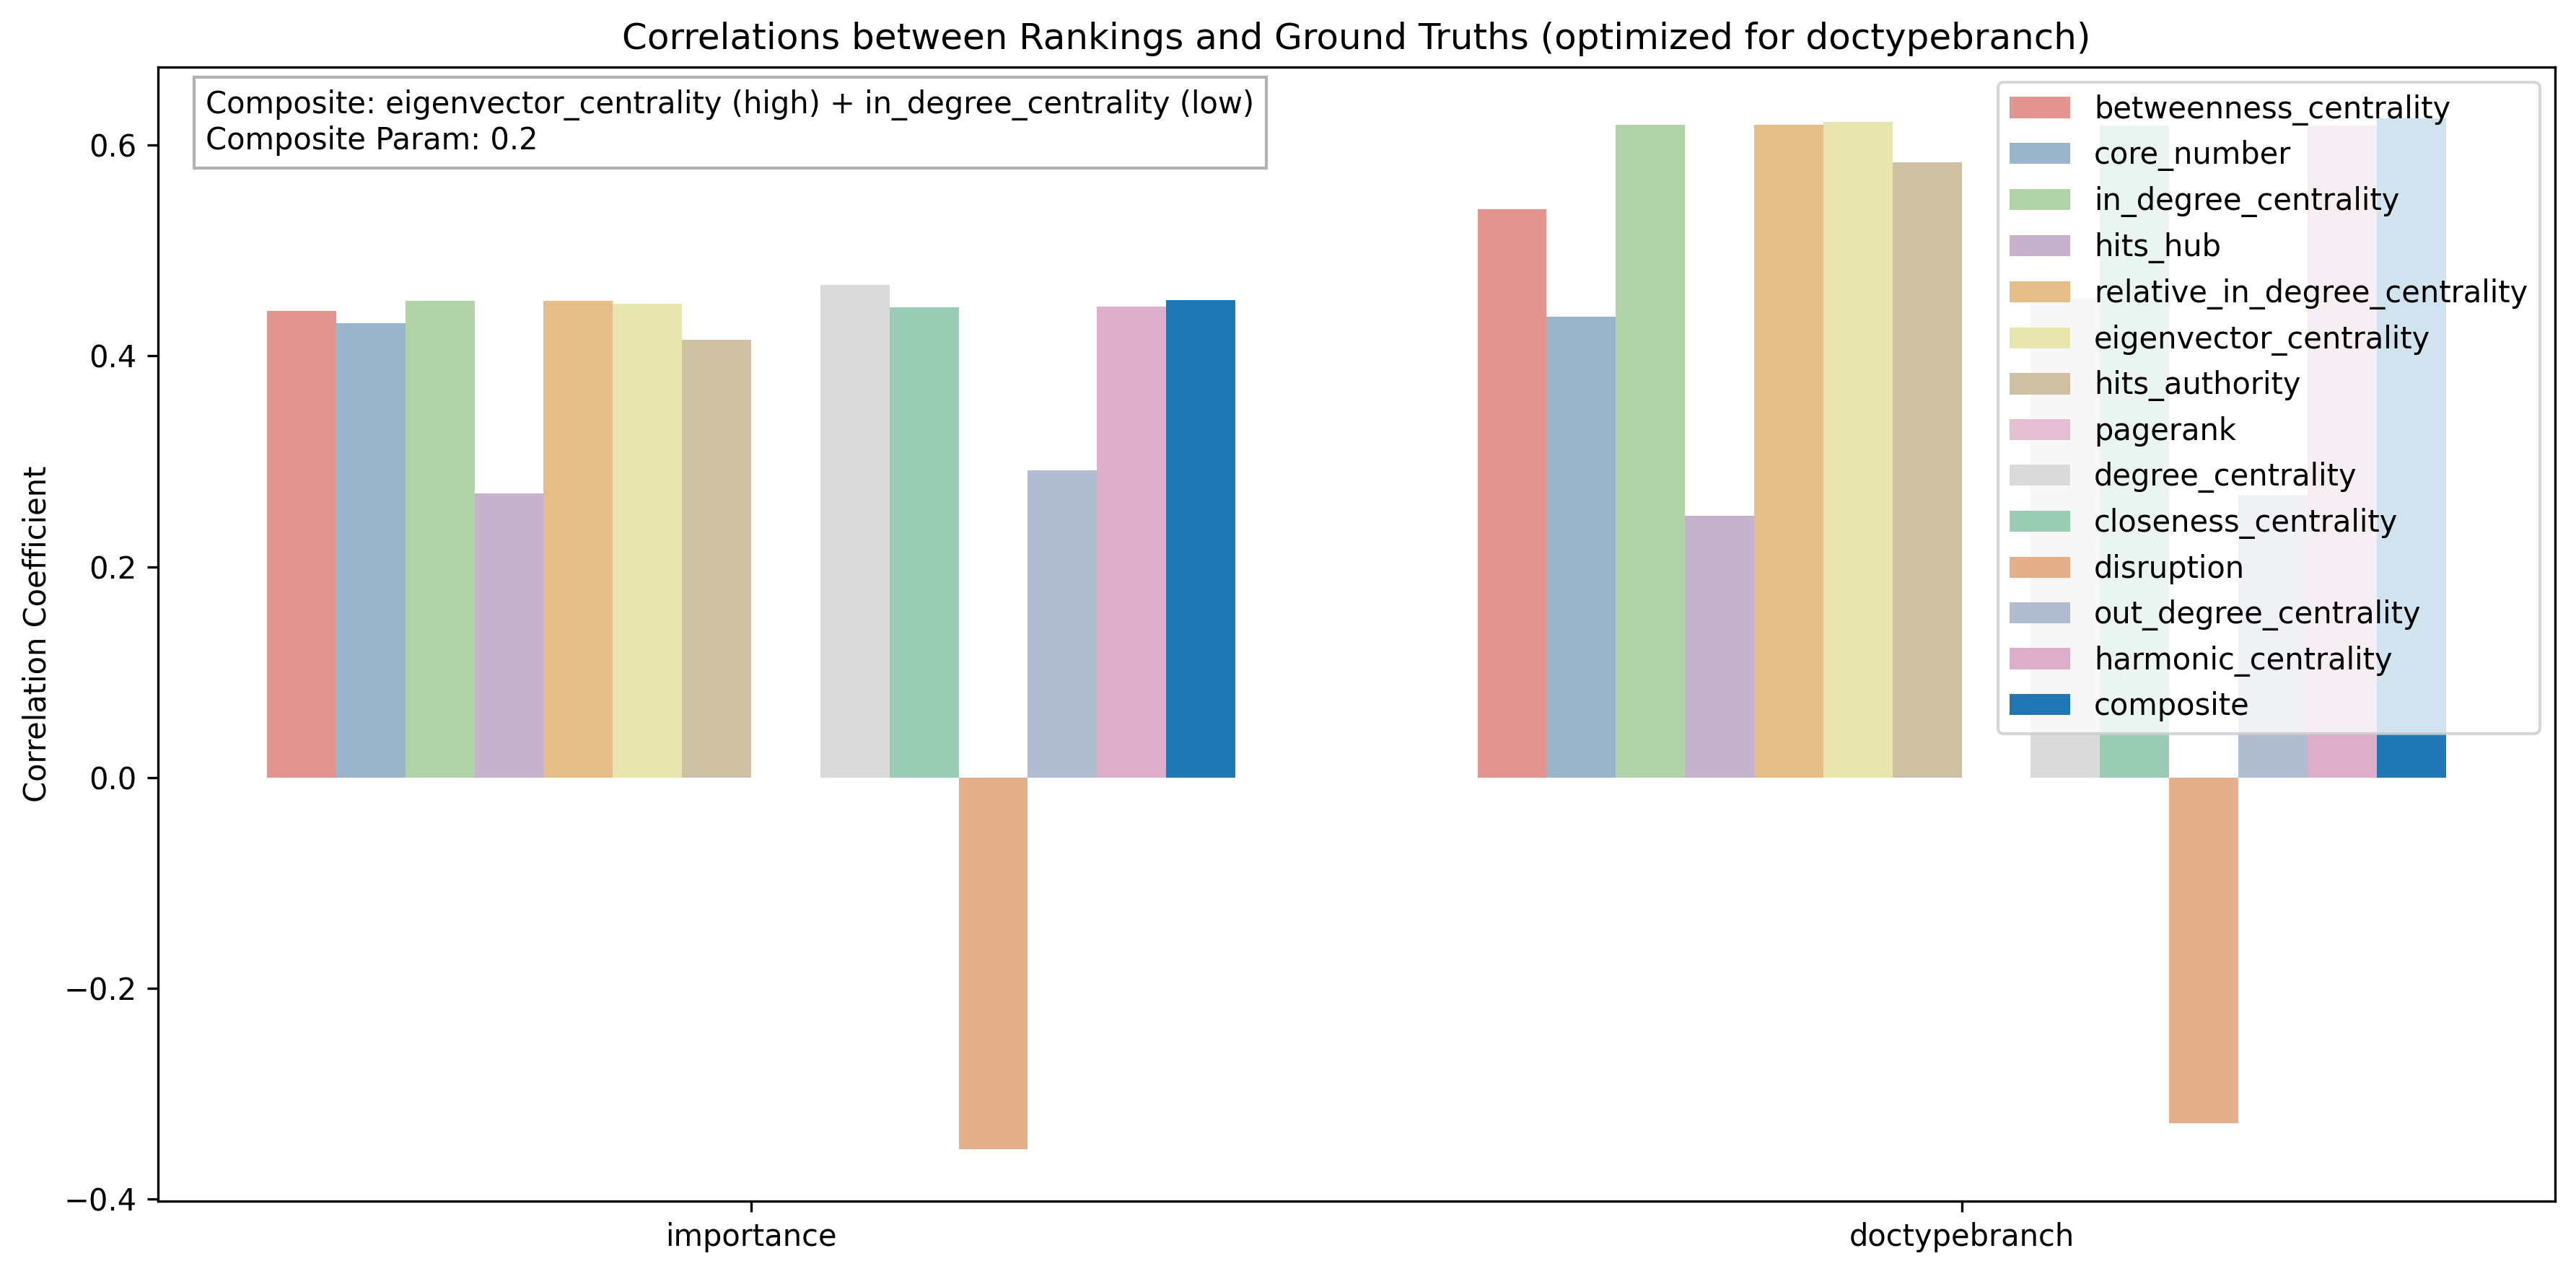 Correlations between Rankings and Ground Truths (optimized for doctypebranch)
Composite: eigenvector_centrality (high) + in_degree_centrality (low)
Composite Param: 0.2
betweenness_centrality
core_number
in_degree_centrality
hits_hub
relative_in_degree_centrality
eigenvector_centrality
hits_authority
pagerank
degree_centrality
closeness_centrality
disruption
out_degree_centrality
harmonic_centrality
composite
Correlation Coefficient
0.6
0.4
0.2
0.0
−0.2
−0.4
importance
doctypebranch